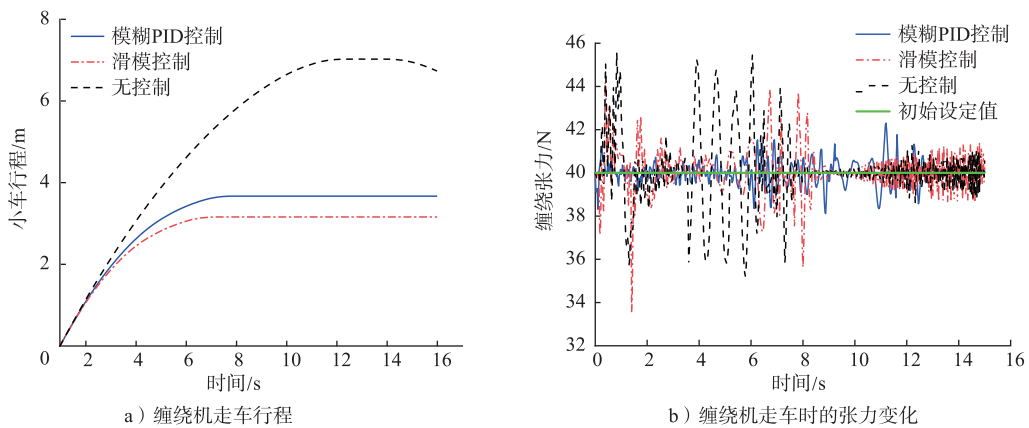 8
6
4
2
0
小车行程/m
模糊PID控制
滑模控制
无控制
2 4 6 8 10 12 14 16
时间/s
a）缠绕机走车行程
46
44
42
40
38
36
34
32
缠绕张力/N
模糊PID控制
滑模控制
无控制
初始设定值
0 2 4 6 8 10 12 14 16
时间/s
b）缠绕机走车时的张力变化